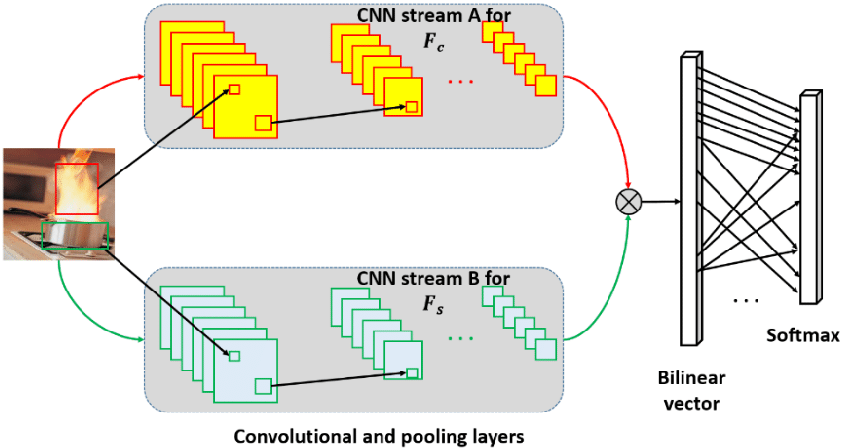 CNN stream A for
F_c
. . .
CNN stream B for
F_s
. . .
. . .
Softmax
Bilinear
vector
Convolutional and pooling layers